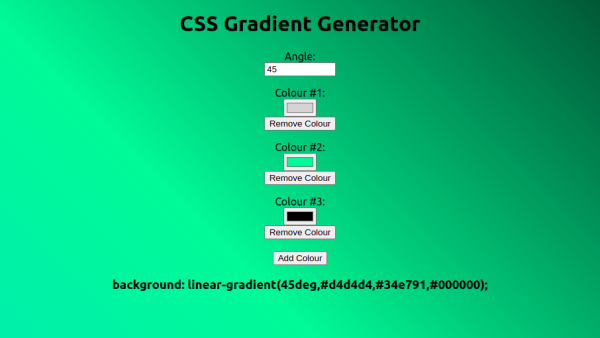 CSS Gradient Generator
Angle:
45
Colour #1:
Remove Colour
Colour #2:
Remove Colour
Colour #3:
Remove Colour
Add Colour
background: linear-gradient(45deg,#d4d4d4,#34e791,#000000);